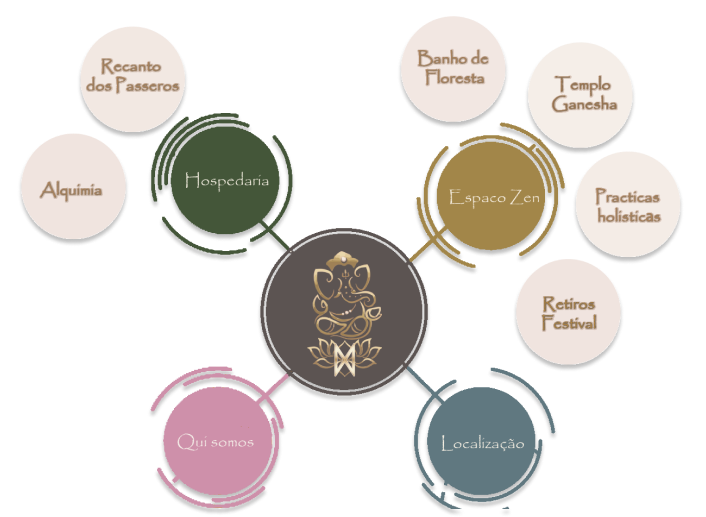 Recanto
dos Passeros
Alquimia
Hospedaria
Banho de
Floresta
Templo
Ganesha
Espaco Zen
Practicas
holisticas
Retiros
Festival
Qui somos
Localização